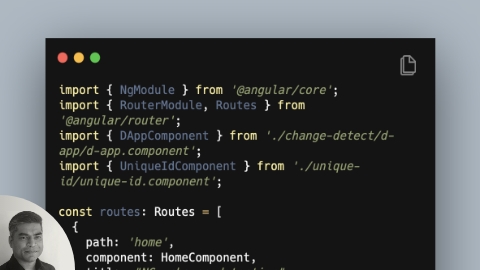 import { NgModule } from '@angular/core';
import { RouterModule, Routes } from
'@angular/router';
import { DAppComponent } from './change-detect/d-
app/d-app.component';
import { UniqueIdComponent } from './unique-
id/unique-id.component';
const routes: Routes = [
{
path: 'home',
component: HomeComponent,